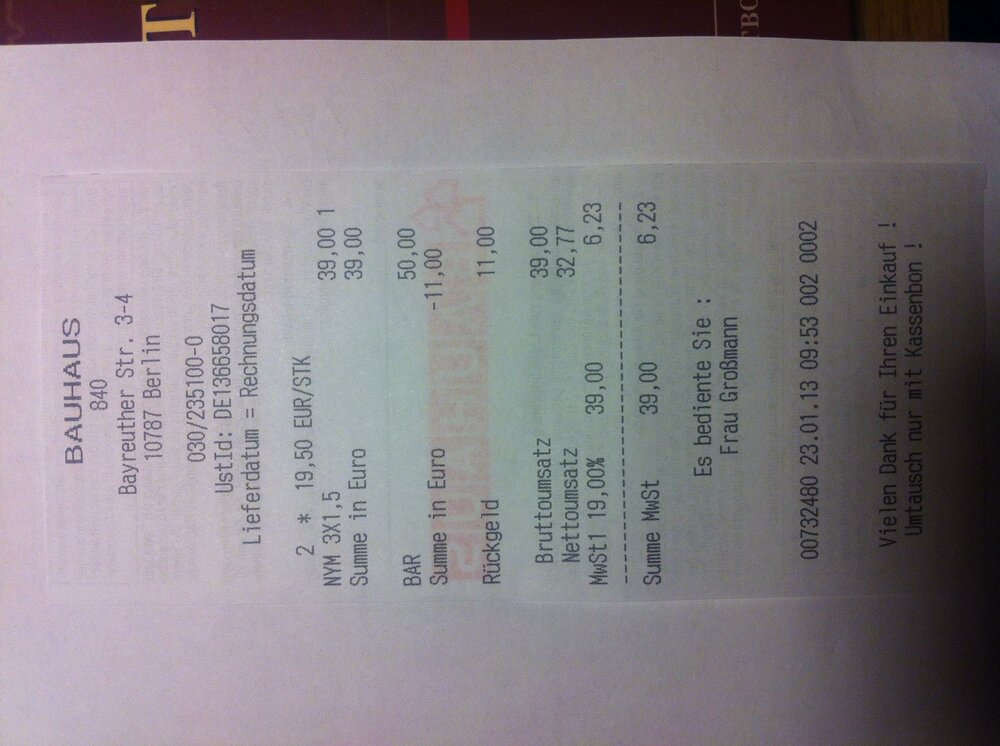 BAUHAUS
840
Bayreuther Str. 3-4
10787 Berlin
030/235100-0
UstId: DE136658017
Lieferdatum = Rechnungsdatum
2 * 19,50 EUR/STK
NYM 3X1,5 39,00 1
Summe in Euro 39,00
BAR 50,00
Summe in Euro -11,00
Rückgeld 11,00
Bruttoumsatz 39,00
Nettoumsatz 32,77
MwSt1 19,00% 39,00 6,23
Summe MwSt 39,00 6,23
Es bediente Sie :
Frau Großmann
00732480 23.01.13 09:53 002 0002
Vielen Dank für Ihren Einkauf !
Umtausch nur mit Kassenbon !